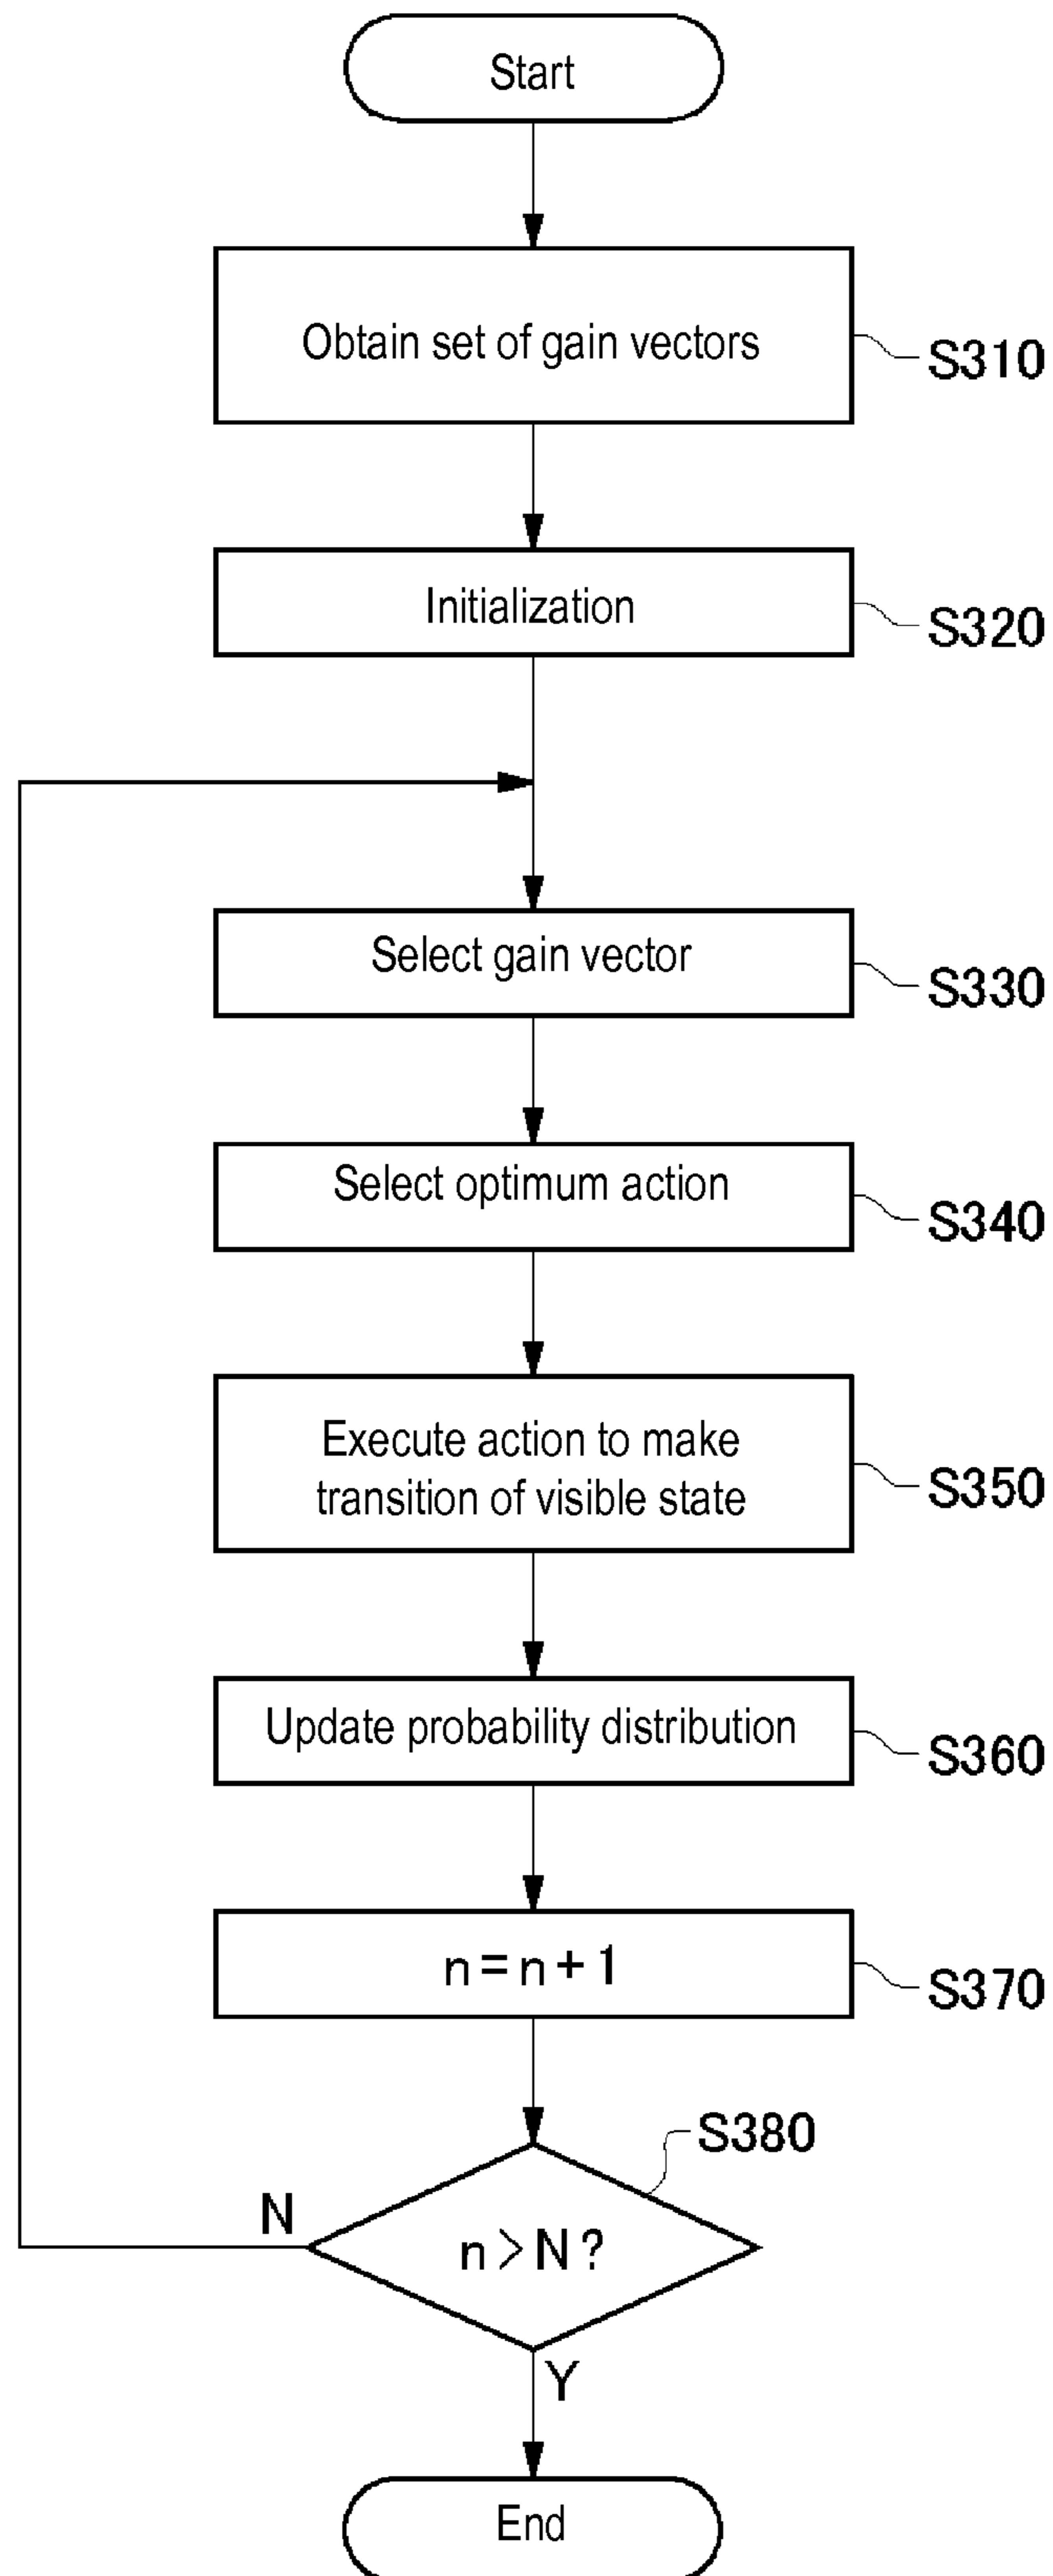 Start
Obtain set of gain vectors
S310
Initialization
S320
Select gain vector
S330
Select optimum action
S340
Execute action to make
transition of visible state
S350
Update probability distribution
S360
n=n+1
S370
S380
N
n>N?
Y
End